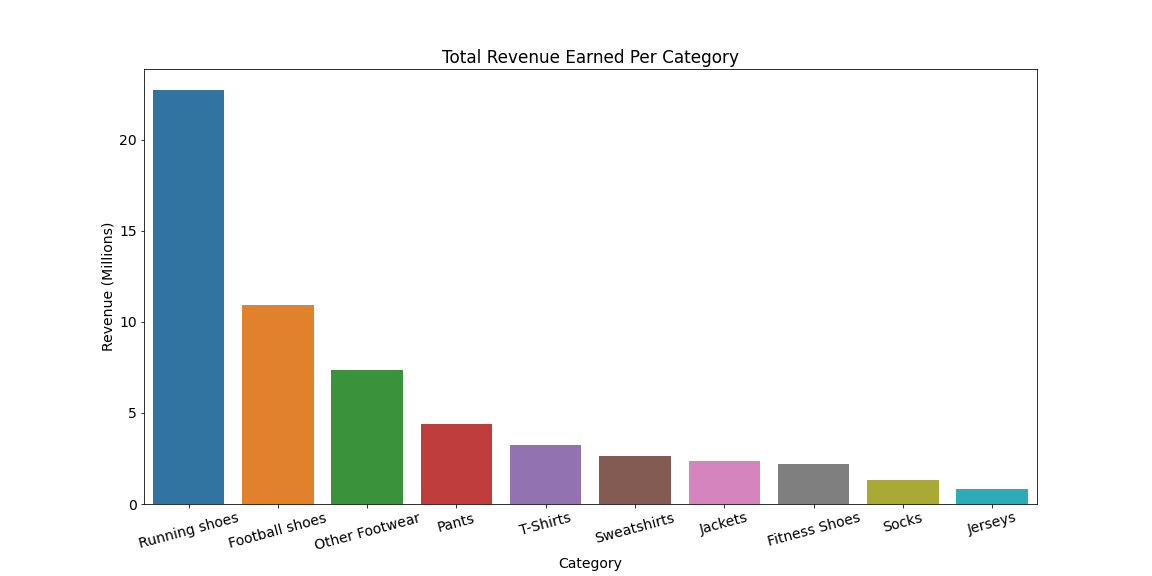 Total Revenue Earned Per Category
Revenue (Millions)
20
15
10
5
0
Running shoes
Football shoes
Other Footwear
Pants
T-Shirts
Sweatshirts
Jackets
Fitness Shoes
Socks
Jerseys
Category